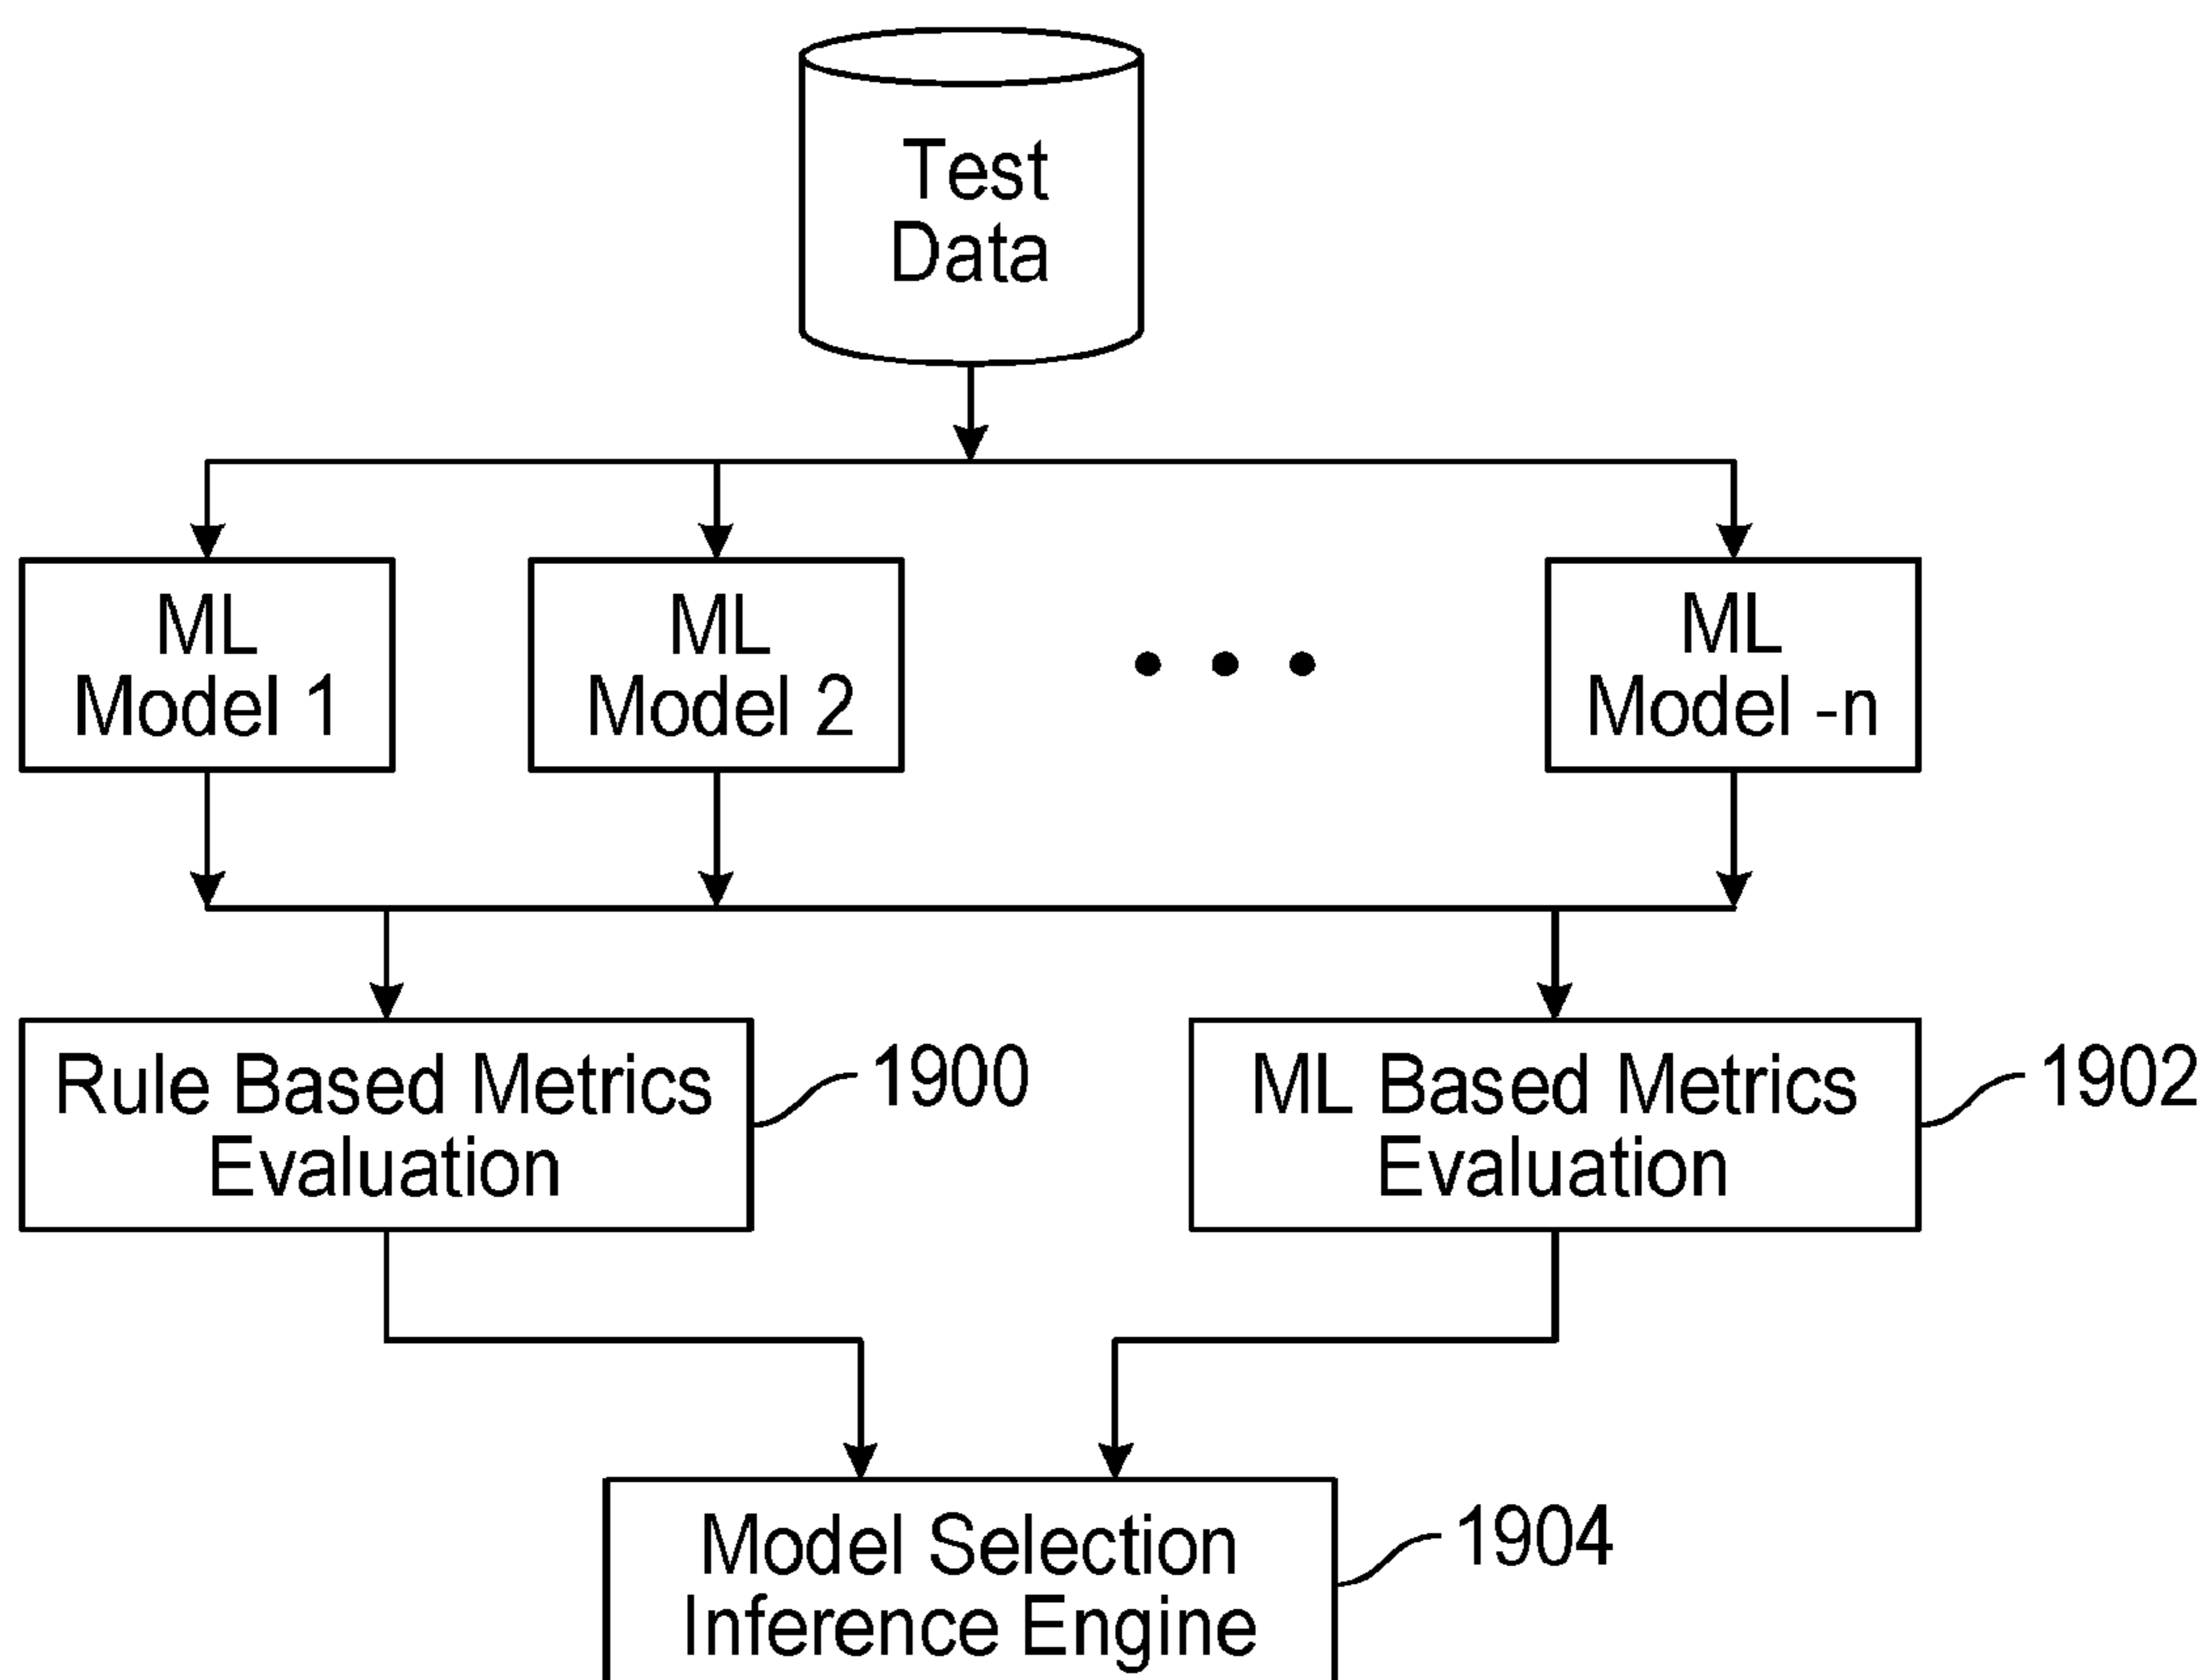 Test
Data
ML
Model 1
ML
Model 2
ML
Model -n
Rule Based Metrics
Evaluation
1900
ML Based Metrics
Evaluation
1902
Model Selection
Inference Engine
1904